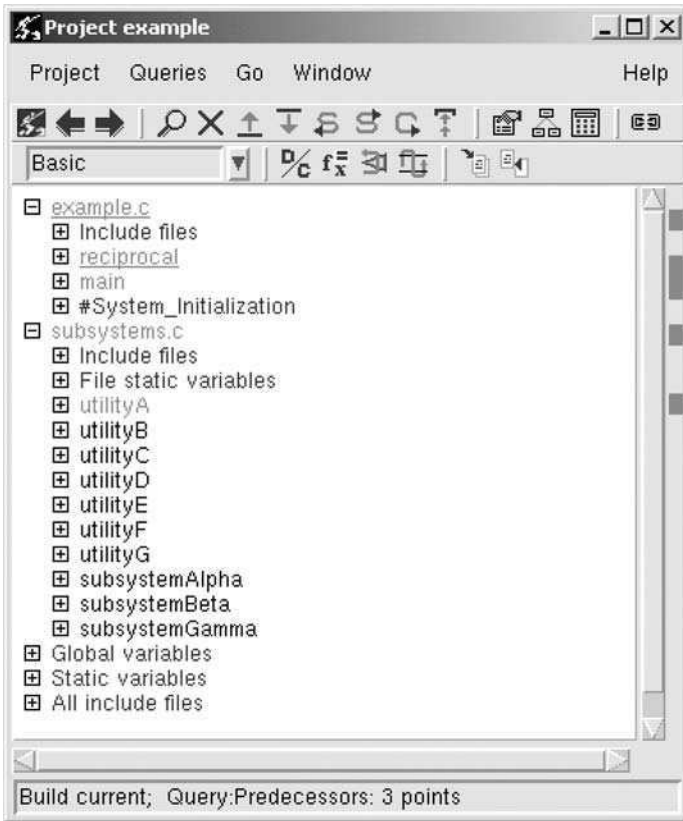 Project example
Project Queries Go Window Help
Basic D/C fx
example.c
Include files
reciprocal
main
#System_Initialization
subsystems.c
Include files
File static variables
utilityA
utilityB
utilityC
utilityD
utilityE
utilityF
utilityG
subsystemAlpha
subsystemBeta
subsystemGamma
Global variables
Static variables
All include files
Build current; Query:Predecessors: 3 points